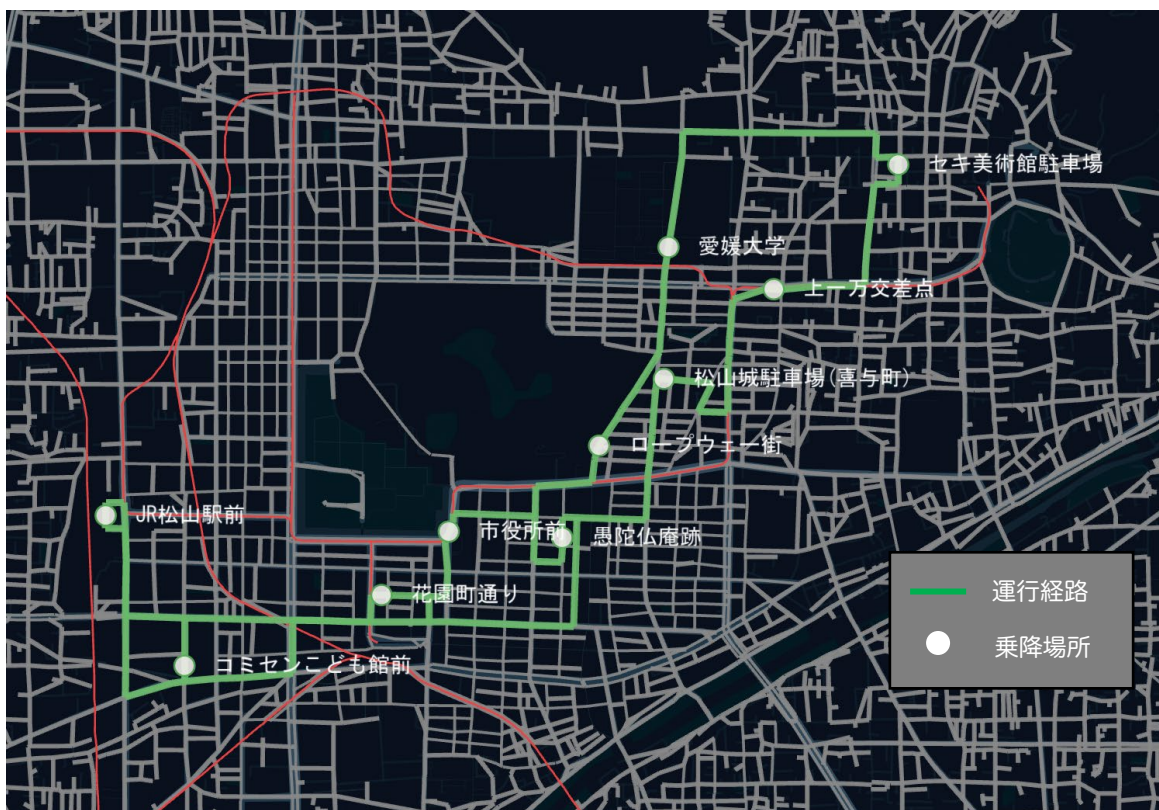 セキ美術館駐車場
愛媛大学
上一万交差点
松山城駐車場(喜与町)
ロープウェー街
JR松山駅前
市役所前
愚陀仏庵跡
花園町通り
コミセンこども館前
運行経路
乗降場所